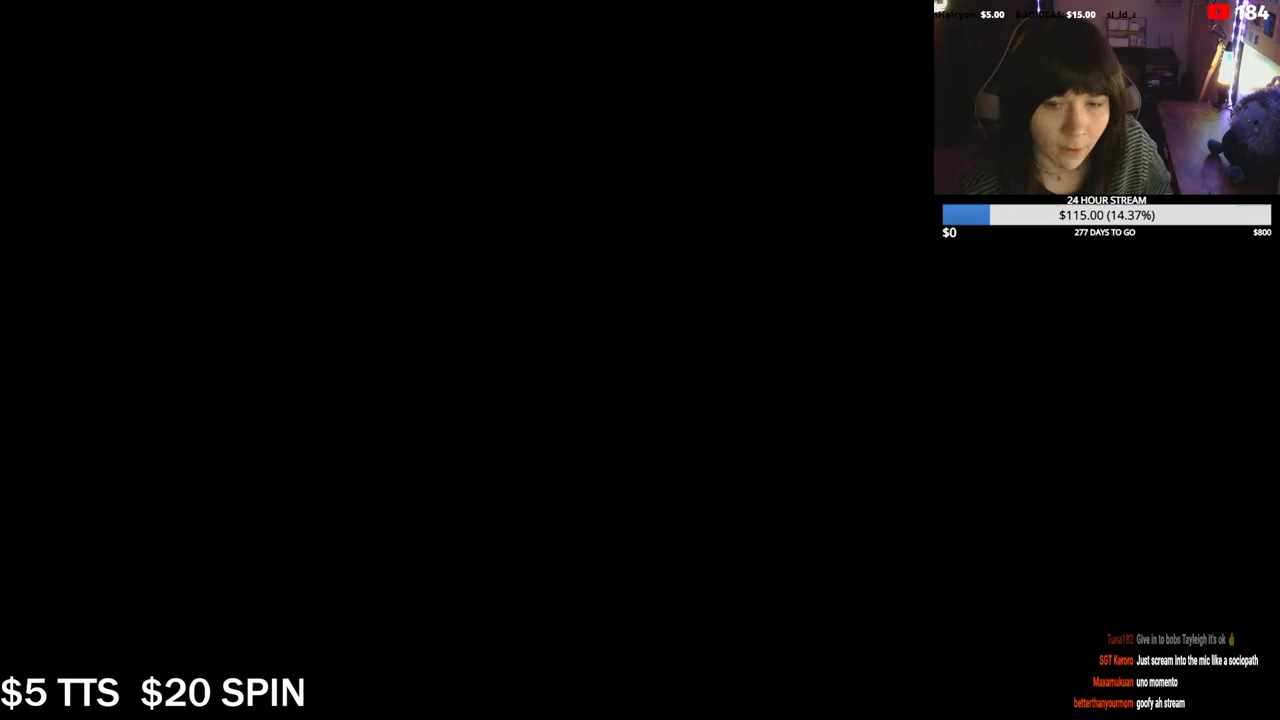 $5.00 $15.00 184
24 HOUR STREAM
$115.00 (14.37%)
$0 277 DAYS TO GO $800
Tuna182 Give in to bobs Tayleigh it's ok
SGT Keroro Just scream into the mic like a sociopath
Maxamukuan uno momento
betterthanyourmom goofy ah stream
$5 TTS $20 SPIN